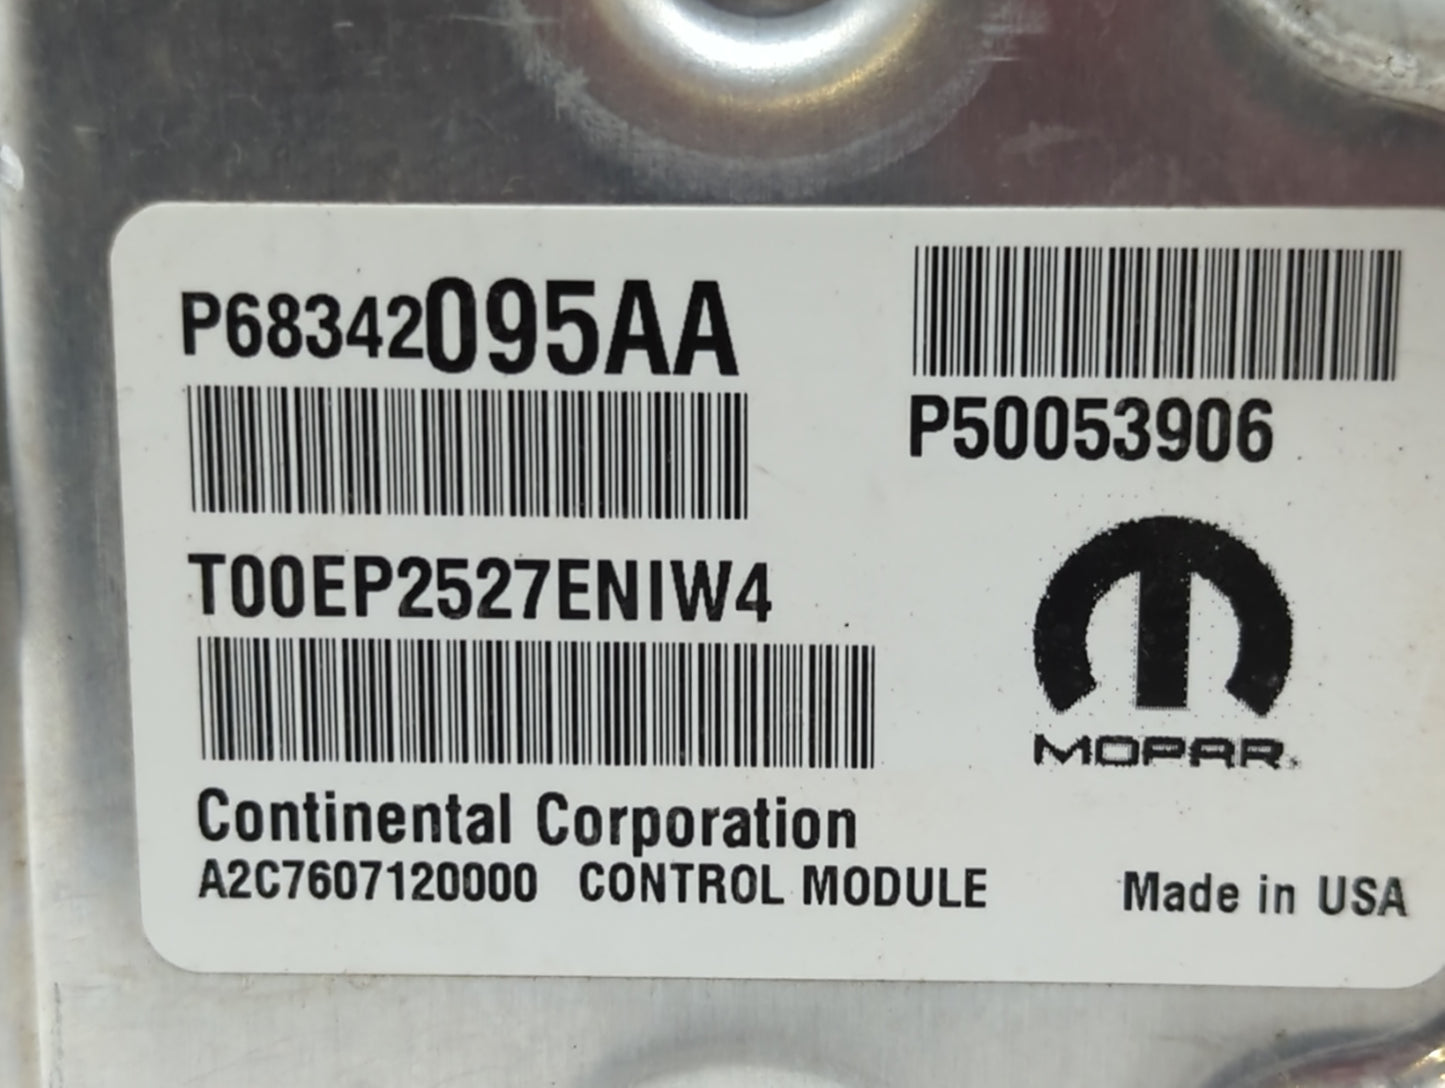 P68342095AA
P50053906
T00EP2527ENIW4
MOPAR
Continental Corporation
A2C7607120000 CONTROL MODULE
Made in USA